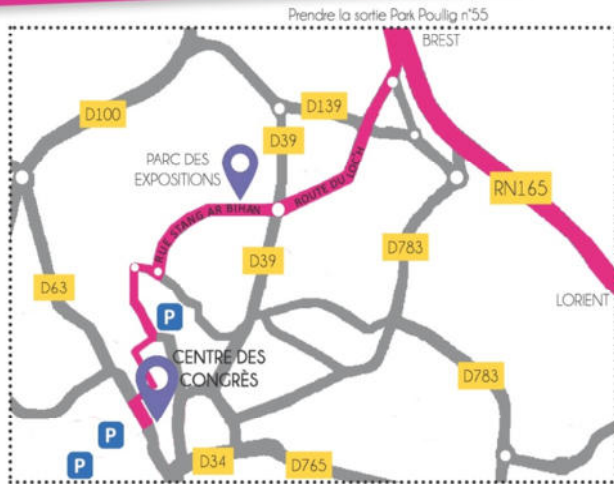 Prendre la sortie Park Poullig n°55
BREST
D100
D139
D39
PARC DES
EXPOSITIONS
ROUTE DU LOC'H
RN165
RUE STANG AR BIHAN
D39
D783
D63
LORIENT
P
CENTRE DES
CONGRÈS
D783
P
P
D34
D765